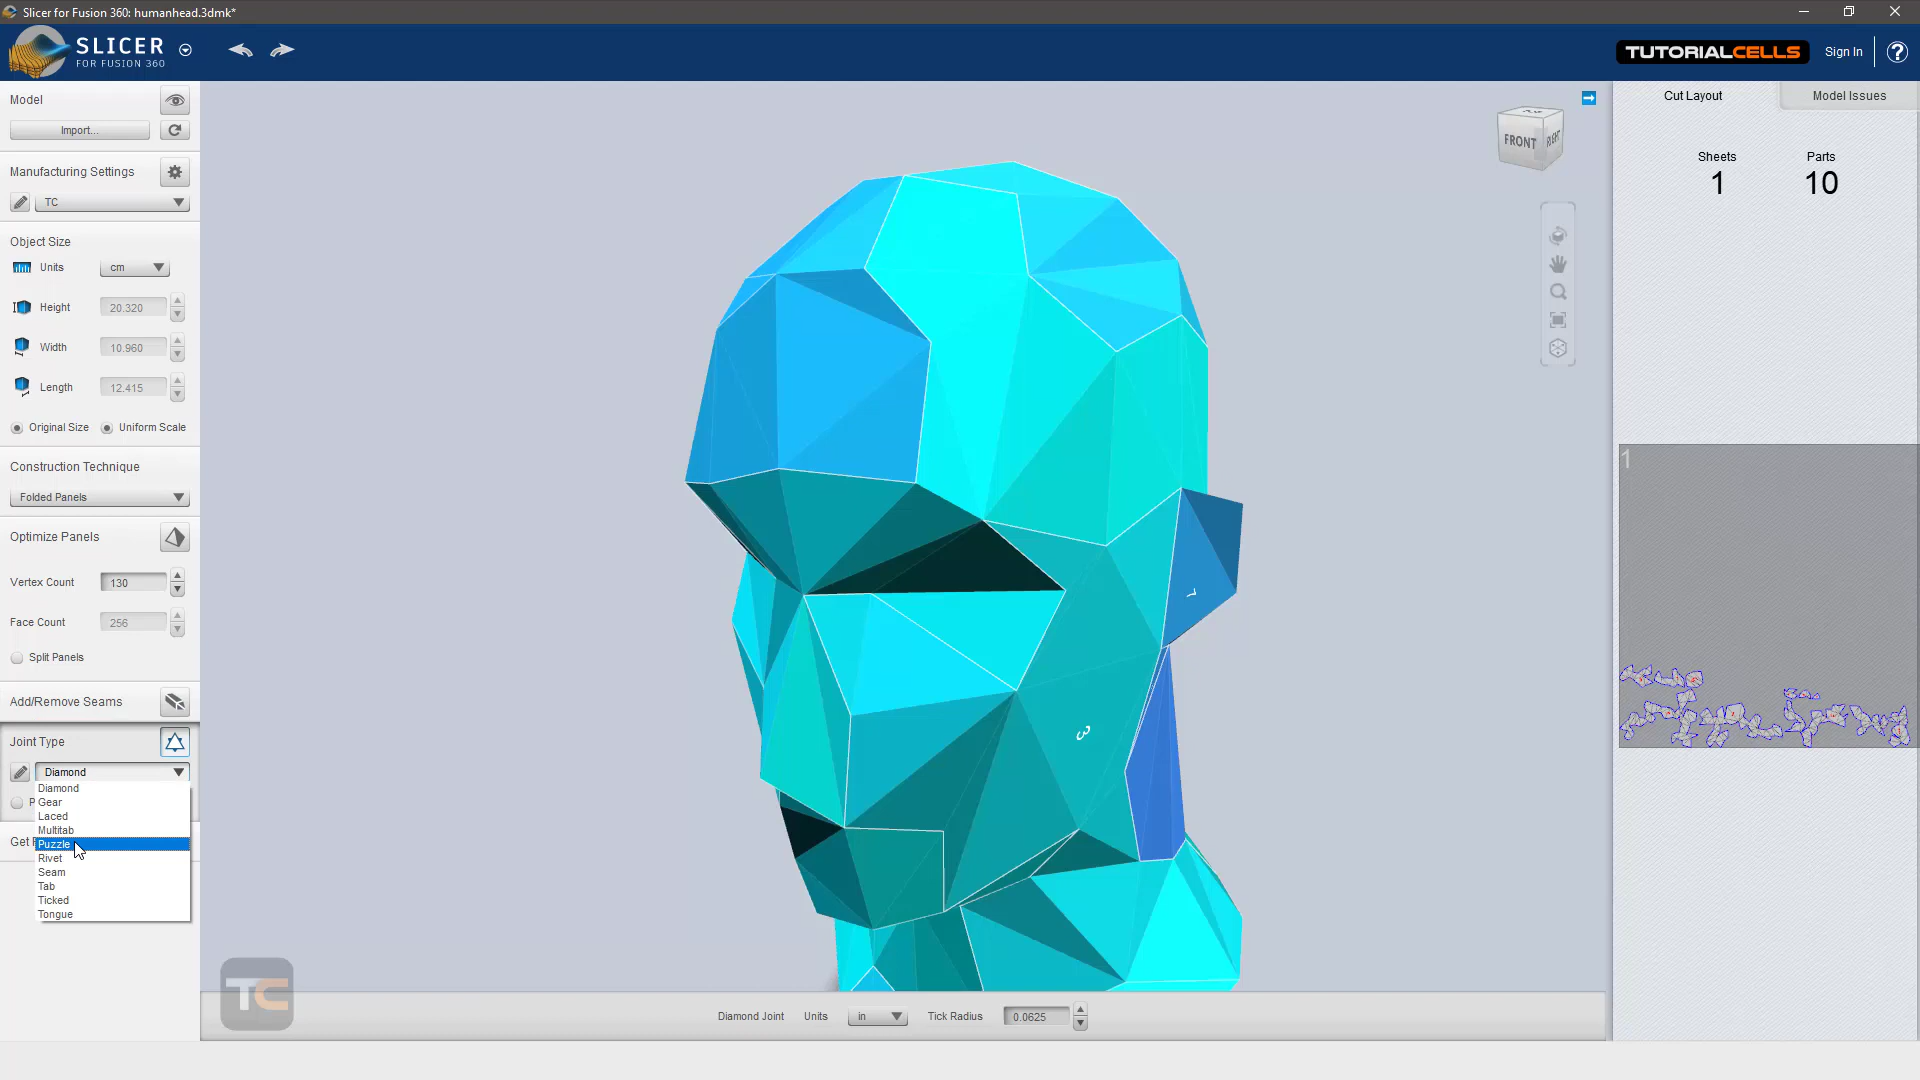 Slicer for Fusion 360: humanhead.3dmk*
SLICER
FOR FUSION 360
TUTORIALCELLS
Sign In
?
Model
Import...
Manufacturing Settings
TC
Object Size
Units
cm
Height
20.320
Width
10.960
Length
12.415
Original Size
Uniform Scale
Construction Technique
Folded Panels
Optimize Panels
Vertex Count
130
Face Count
256
Split Panels
Add/Remove Seams
Joint Type
Diamond
Diamond
Gear
Laced
Multitab
Puzzle
Rivet
Seam
Tab
Ticked
Tongue
P
Get
FRONT
RIGHT
3
TC
Diamond Joint
Units
in
Tick Radius
0.0625
Cut Layout
Model Issues
Sheets
Parts
1
10
1